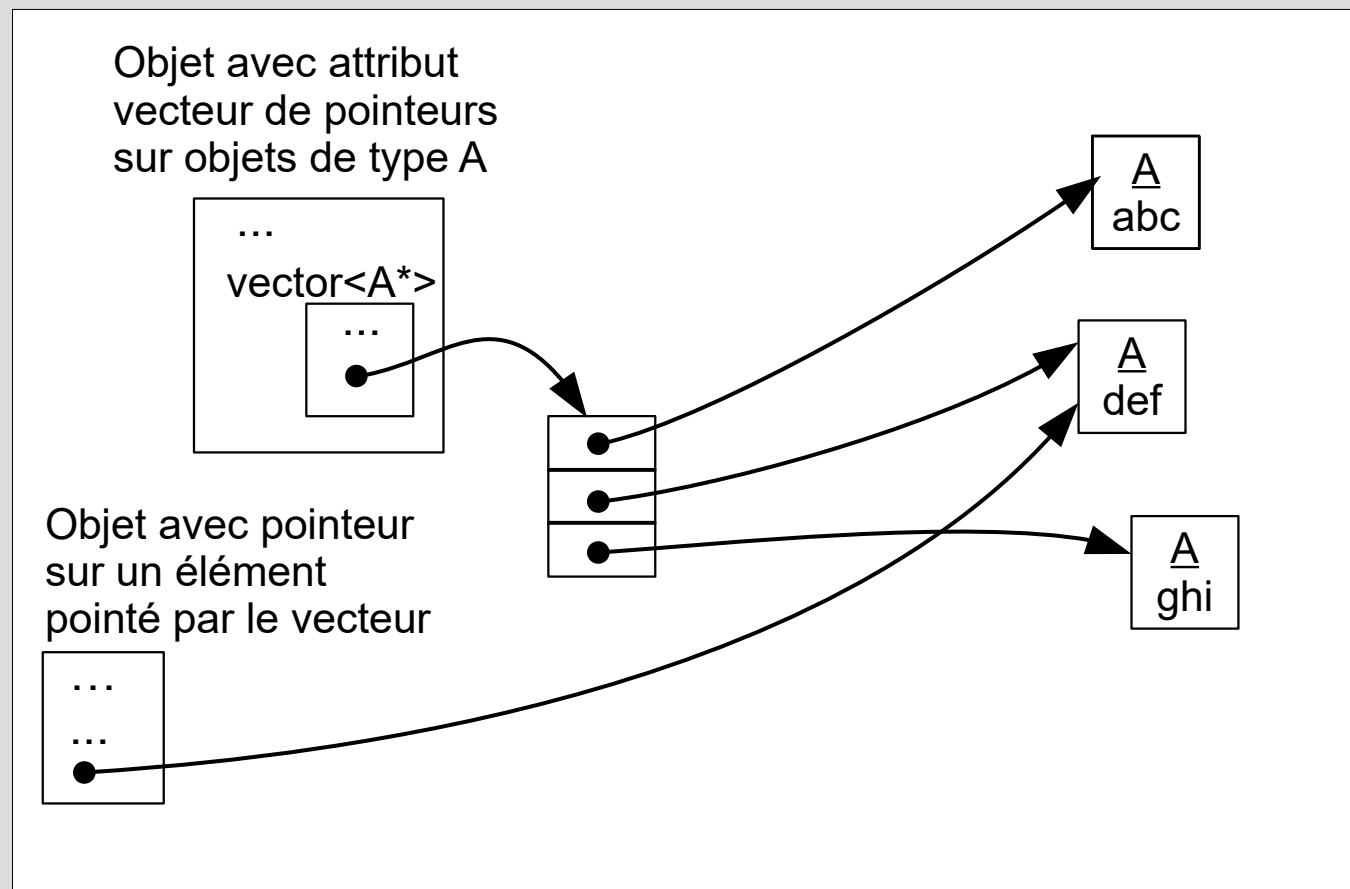 Objet avec attribut
vecteur de pointeurs
sur objets de type A
...
vector<A*>
...
A
abc
A
def
A
ghi
Objet avec pointeur
sur un élément
pointé par le vecteur
...
...